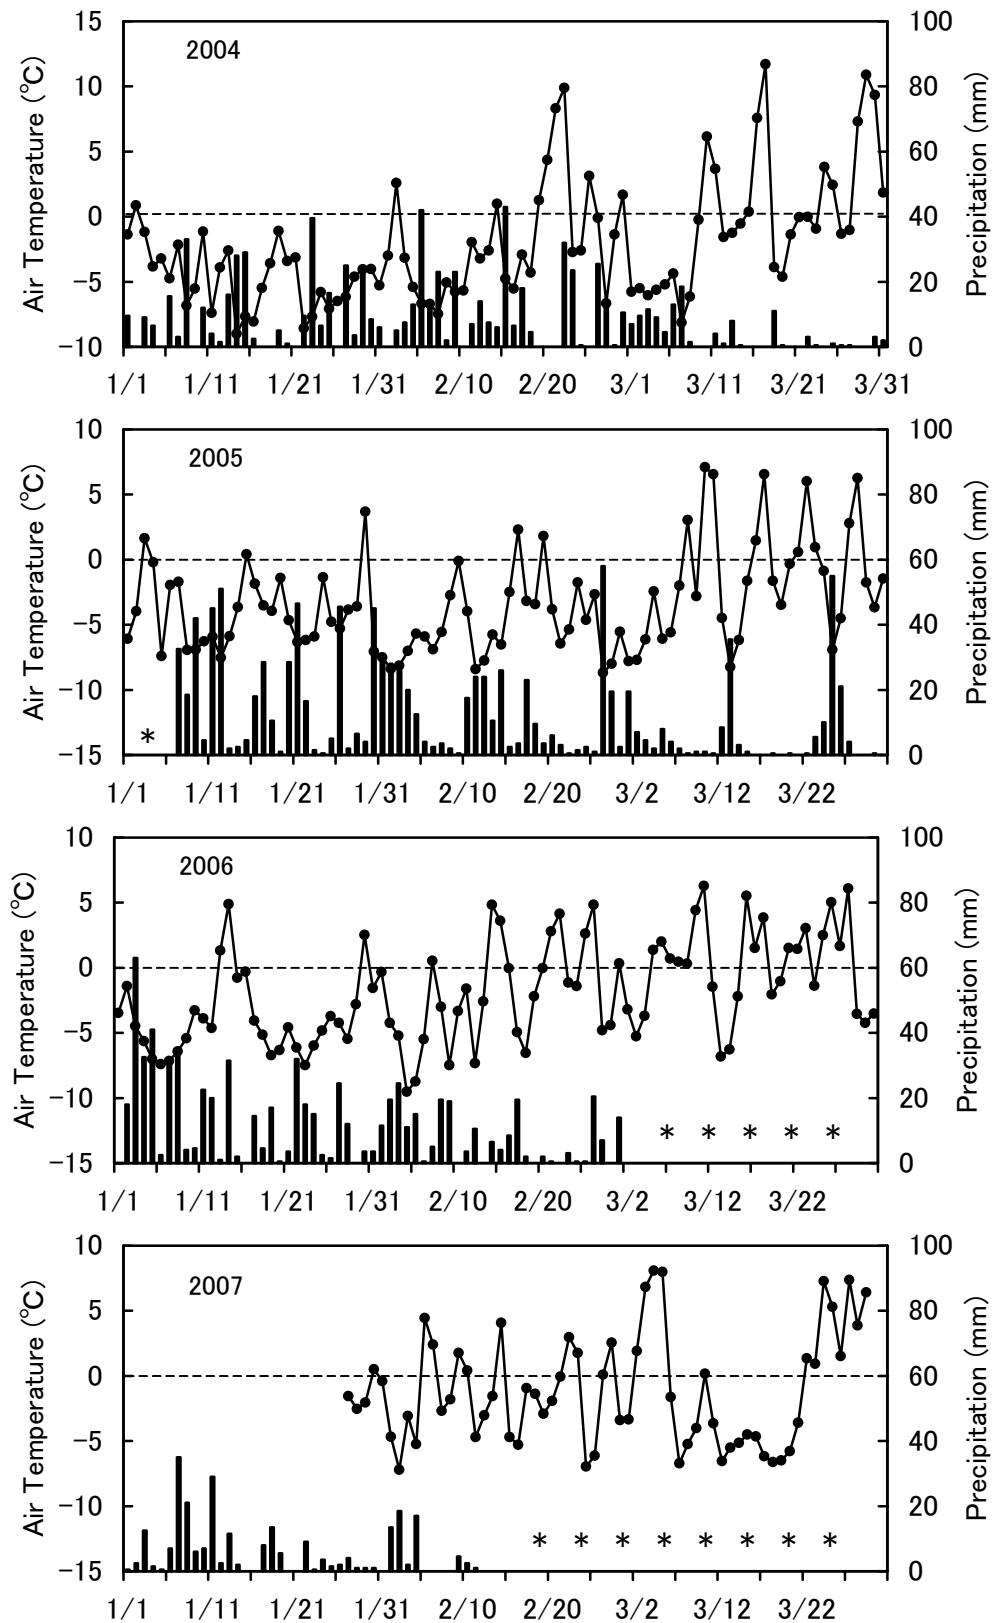 15 100
2004
10 80
5 60
0 40
-5 20
-10 0
Air Temperature (℃)
Precipitation (mm)
1/1 1/11 1/21 1/31 2/10 2/20 3/1 3/11 3/21 3/31
10 100
2005
5 80
0 60
-5 40
-10 20
-15 0
Air Temperature (℃)
Precipitation (mm)
*
1/1 1/11 1/21 1/31 2/10 2/20 3/2 3/12 3/22
10 100
2006
5 80
0 60
-5 40
-10 20
-15 0
Air Temperature (℃)
Precipitation (mm)
* * * * *
1/1 1/11 1/21 1/31 2/10 2/20 3/2 3/12 3/22
10 100
2007
5 80
0 60
-5 40
-10 20
-15 0
Air Temperature (℃)
Precipitation (mm)
* * * * * * * *
1/1 1/11 1/21 1/31 2/10 2/20 3/2 3/12 3/22